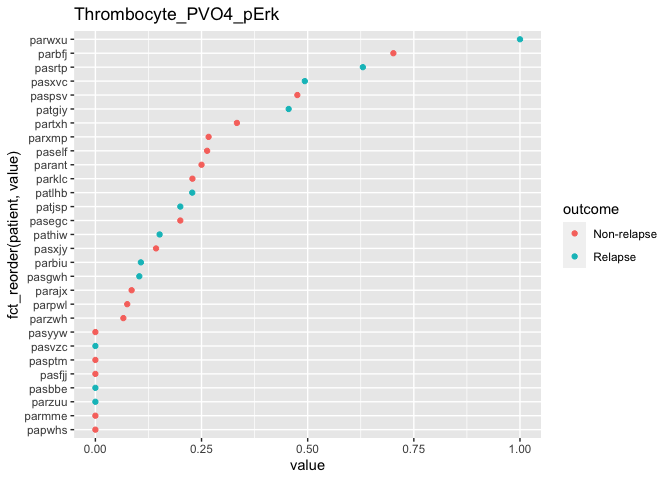 Thrombocyte_PVO4_pErk
fct_reorder(patient, value)
parwxu
parbfj
pasrtp
pasxvc
paspsv
patgiy
partxh
parxmp
paself
parant
parklc
patlhb
patjsp
pasegc
pathiw
pasxjy
parbiu
pasgwh
parajx
parpwl
parzwh
pasyyw
pasvzc
pasptm
pasfjj
pasbbe
parzuu
parmme
papwhs
0.00 0.25 0.50 0.75 1.00
value
outcome
Non-relapse
Relapse